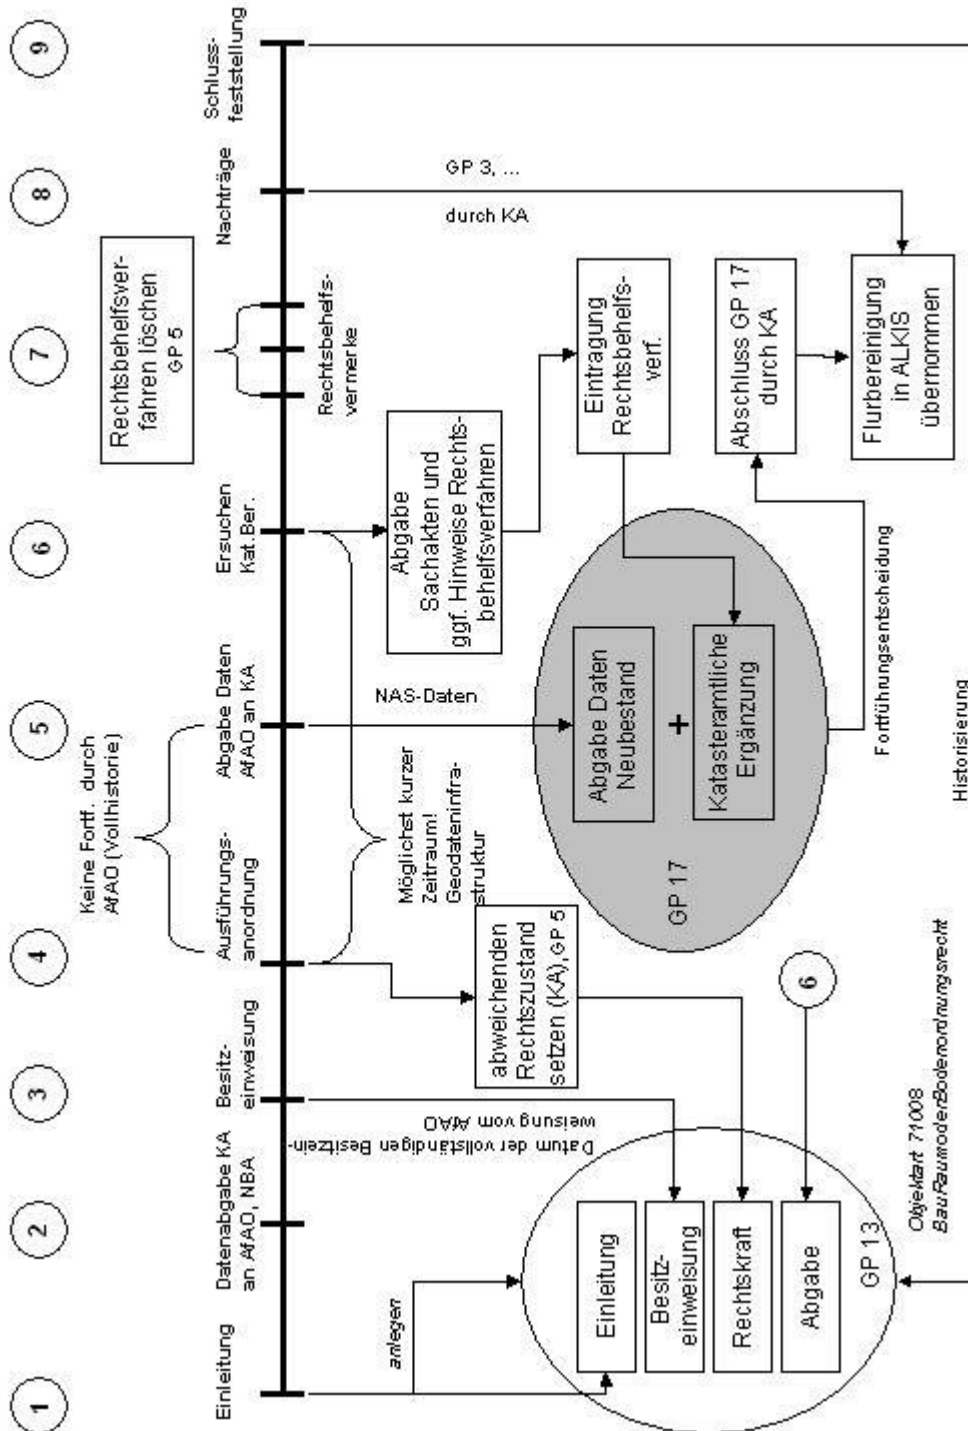 1
2
3
4
5
6
7
8
9
Keine Fortf. durch
AfAO (Vollhistorie)
Rechtsbehelfsver-
fahren löschen
GP 5
Einleitung
Datenabgabe KA
an AfAO, NBA
Besitz-
einweisung
Ausführungs-
anordnung
Abgabe Daten
AfAO an KA
Ersuchen
Kat.Ber.
Nachträge
Schluss-
feststellung
Rechtsbehelfs-
vermerke
anlegen
Datum der vollständigen Besitzein-
weisung vom AfAO
abweichenden
Rechtszustand
setzen (KA), GP 5
Möglichst kurzer
Zeitraum!
Geodateninfra-
struktur
NAS-Daten
Abgabe
Sachakten und
ggf. Hinweise Rechts-
behelfsverfahren
GP 3, ...
durch KA
Eintragung
Rechtsbehelfs-
verf.
Einleitung
Besitz-
einweisung
Rechtskraft
Abgabe
GP 13
6
GP 17
Abgabe Daten
Neubestand
+
Katasteramtliche
Ergänzung
Abschluss GP 17
durch KA
Flurbereinigung
in ALKIS
übernommen
Fortführungsentscheidung
Objektart 71008
BauRaumoderBodenordnungsrecht
Historisierung